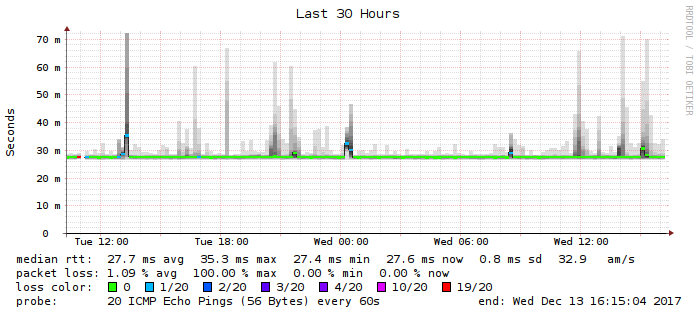 Last 30 Hours
RRDTOOL / TOBI OETIKER
Seconds
70 m
60 m
50 m
40 m
30 m
20 m
10 m
0
Tue 12:00 Tue 18:00 Wed 00:00 Wed 06:00 Wed 12:00
median rtt: 27.7 ms avg 35.3 ms max 27.4 ms min 27.6 ms now 0.8 ms sd 32.9 am/s
packet loss: 1.09 % avg 100.00 % max 0.00 % min 0.00 % now
loss color: 0 1/20 2/20 3/20 4/20 10/20 19/20
probe: 20 ICMP Echo Pings (56 Bytes) every 60s end: Wed Dec 13 16:15:04 2017